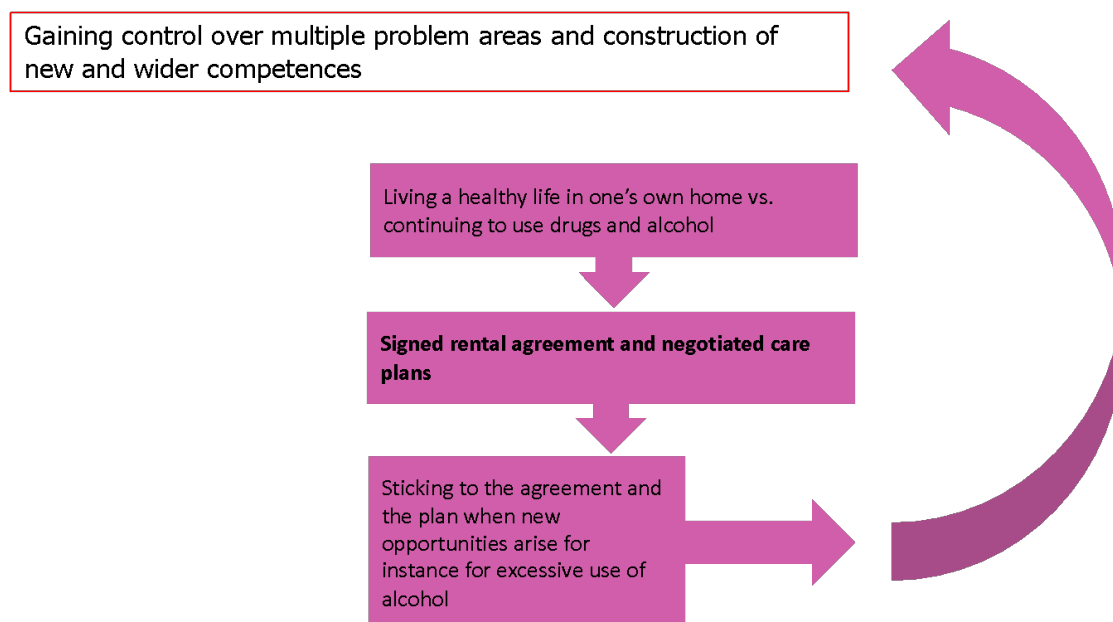 Gaining control over multiple problem areas and construction of
new and wider competences
Living a healthy life in one’s own home vs.
continuing to use drugs and alcohol
Signed rental agreement and negotiated care
plans
Sticking to the agreement and
the plan when new
opportunities arise for
instance for excessive use of
alcohol